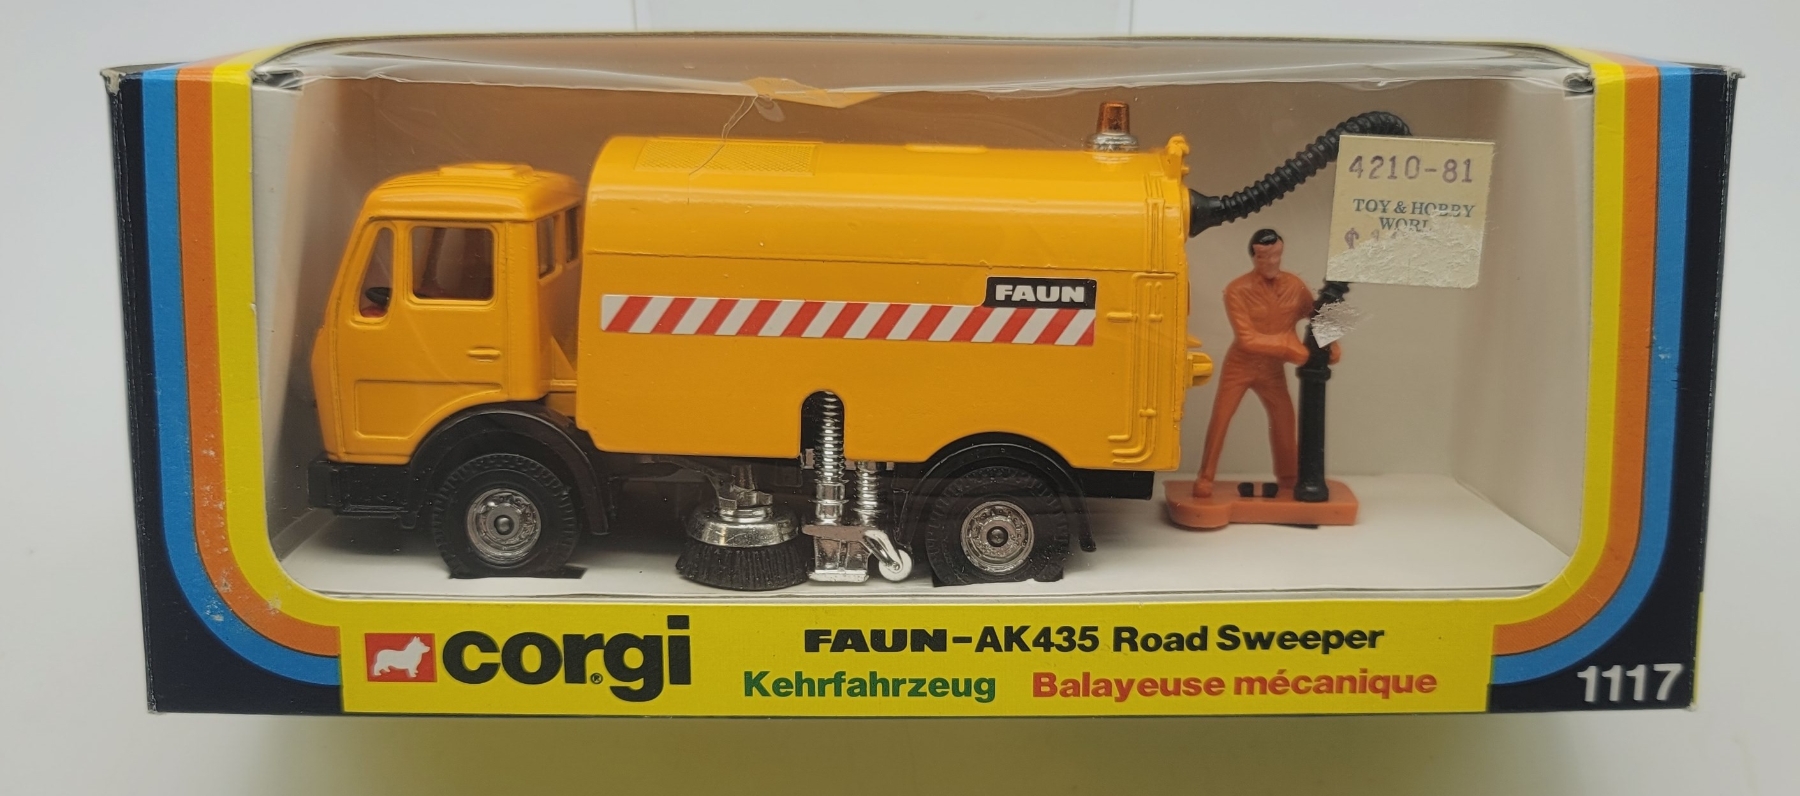 4210-81
TOY & HOBBY
FAUN
corgi
FAUN-AK435 Road Sweeper
Kehrfahrzeug Balayeuse mécanique
1117